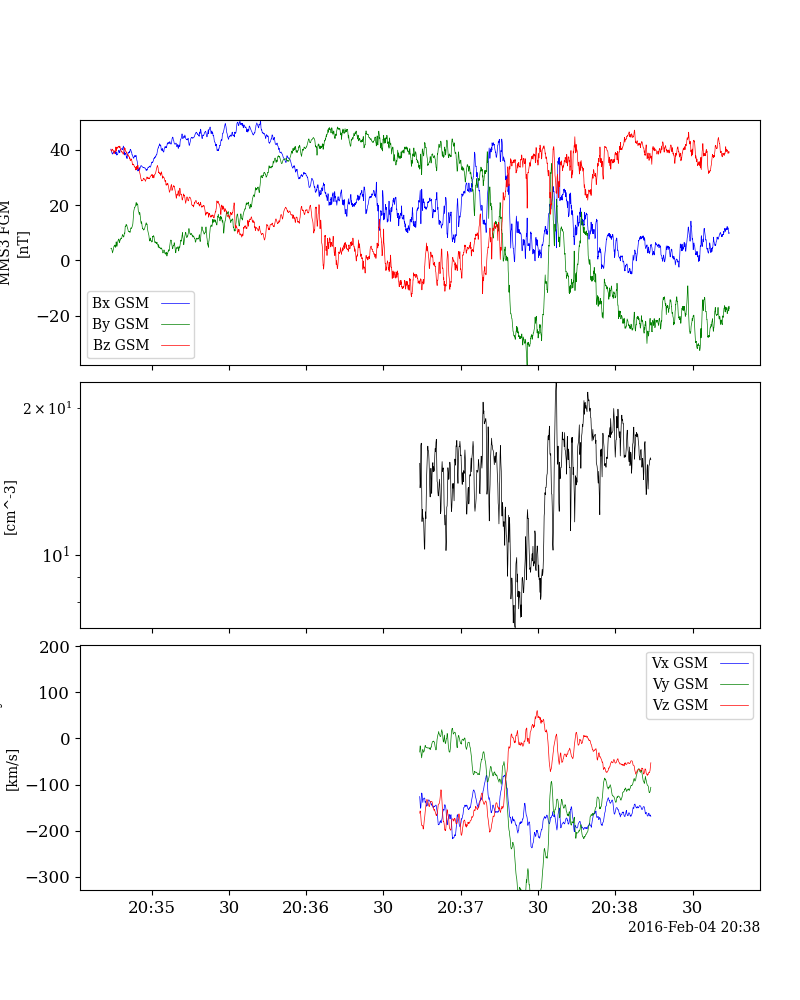 40
20
0
−20
MMS3 FGM
[nT]
Bx GSM
By GSM
Bz GSM
2 × 10¹
10¹
[cm^-3]
200
100
0
−100
−200
−300
[km/s]
Vx GSM
Vy GSM
Vz GSM
20:35 30 20:36 30 20:37 30 20:38 30
2016-Feb-04 20:38